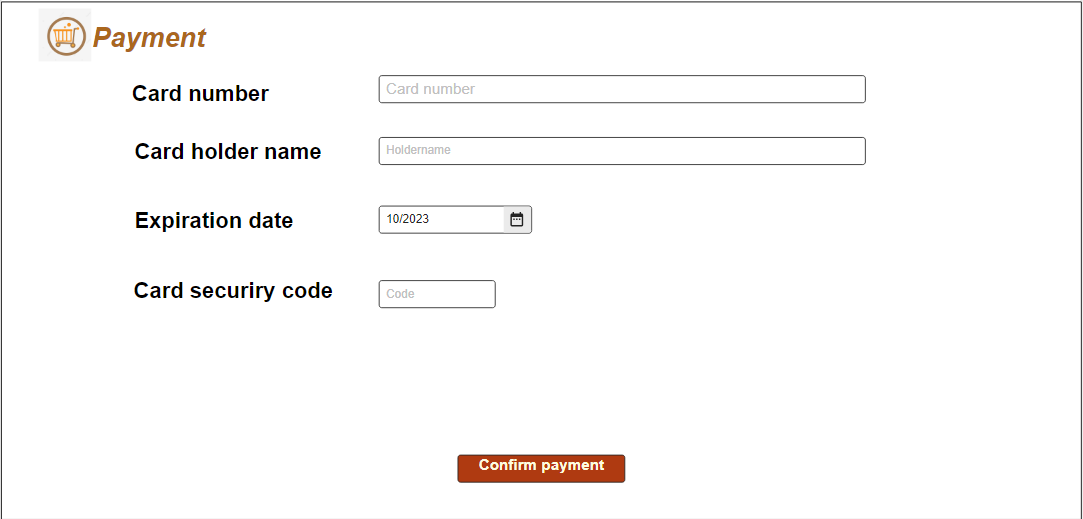 Payment
Card number
Card number
Card holder name
Holdername
Expiration date
10/2023
Card securiry code
Code
Confirm payment